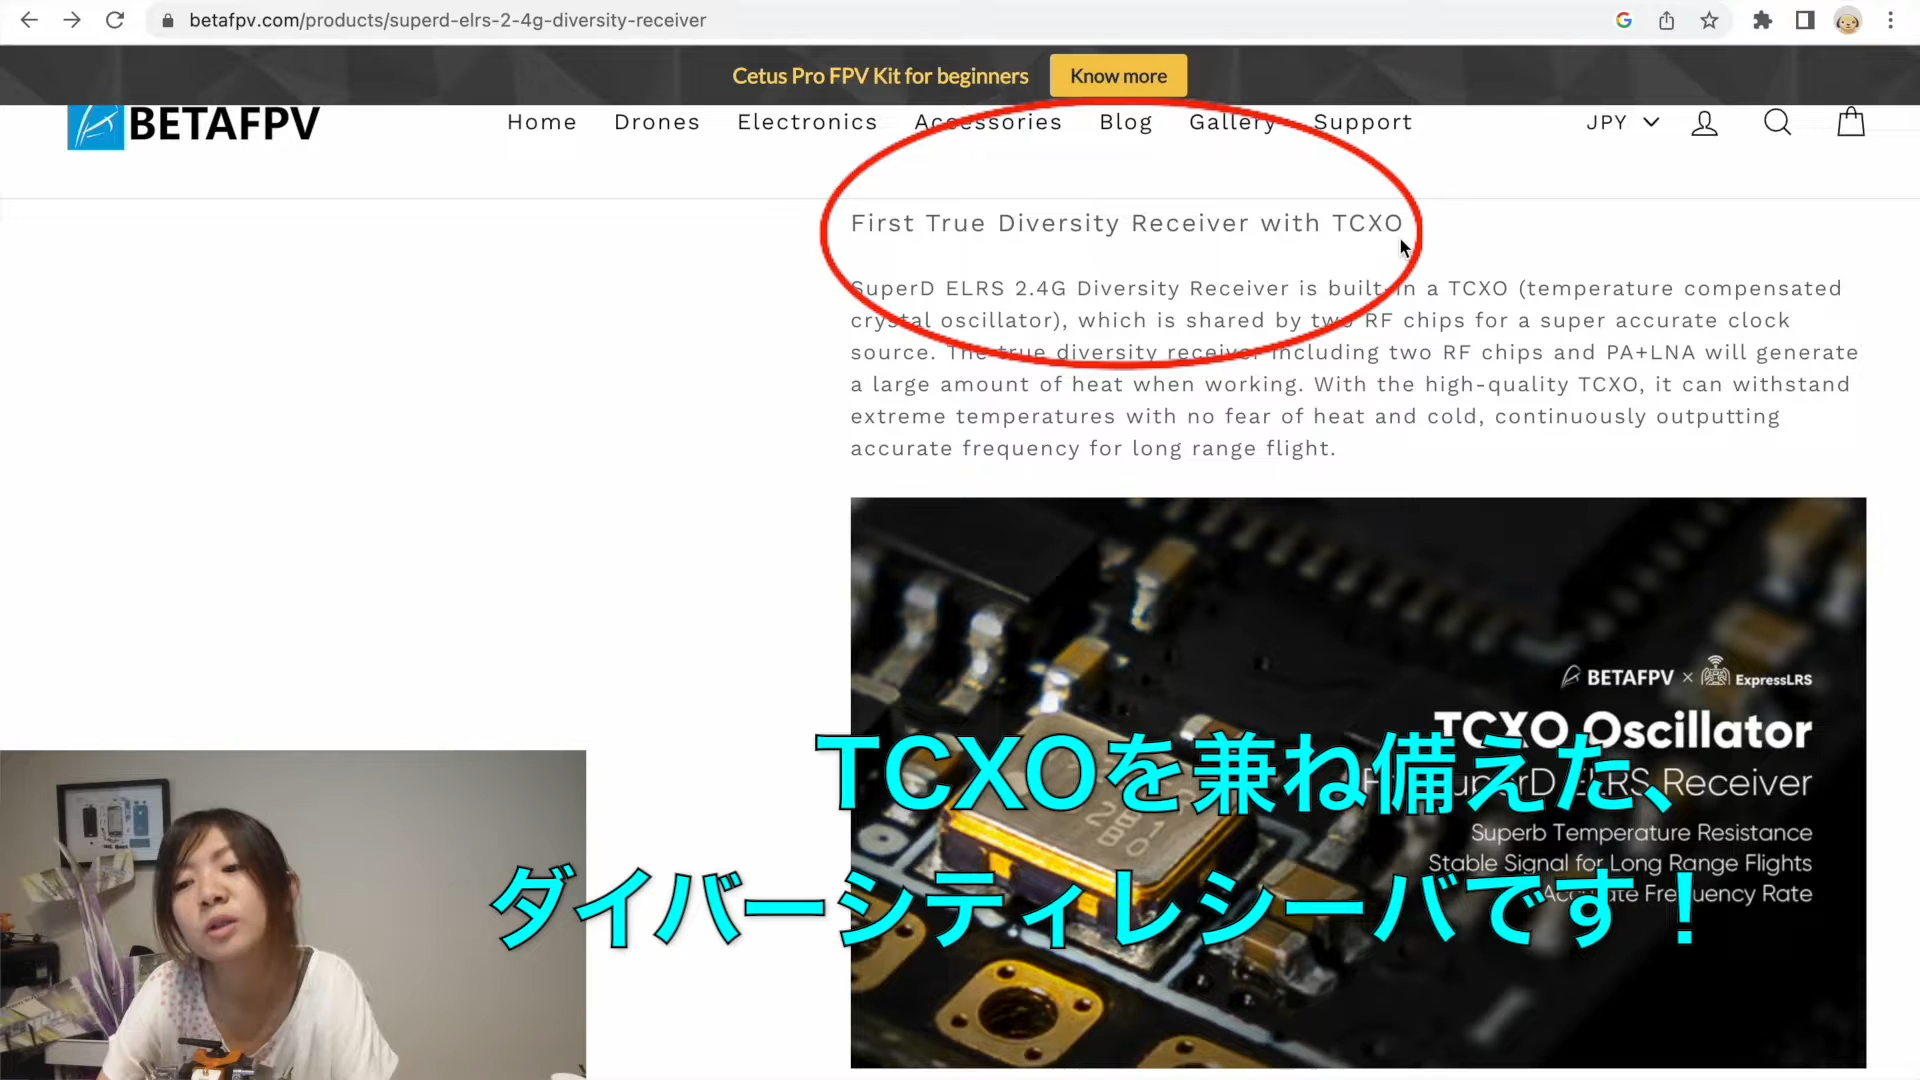 betafpv.com/products/superd-elrs-2-4g-diversity-receiver
Cetus Pro FPV Kit for beginners Know more
BETAFPV Home Drones Electronics Accessories Blog Gallery Support JPY
First True Diversity Receiver with TCXO
SuperD ELRS 2.4G Diversity Receiver is built-in a TCXO (temperature compensated
crystal oscillator), which is shared by two RF chips for a super accurate clock
source. The true diversity receiver including two RF chips and PA+LNA will generate
a large amount of heat when working. With the high-quality TCXO, it can withstand
extreme temperatures with no fear of heat and cold, continuously outputting
accurate frequency for long range flight.
BETAFPV × ExpressLRS
TCXO Oscillator
SuperD ELRS Receiver
Superb Temperature Resistance
Stable Signal for Long Range Flights
Accurate Frequency Rate
TCXOを兼ね備えた、
ダイバーシティレシーバです！